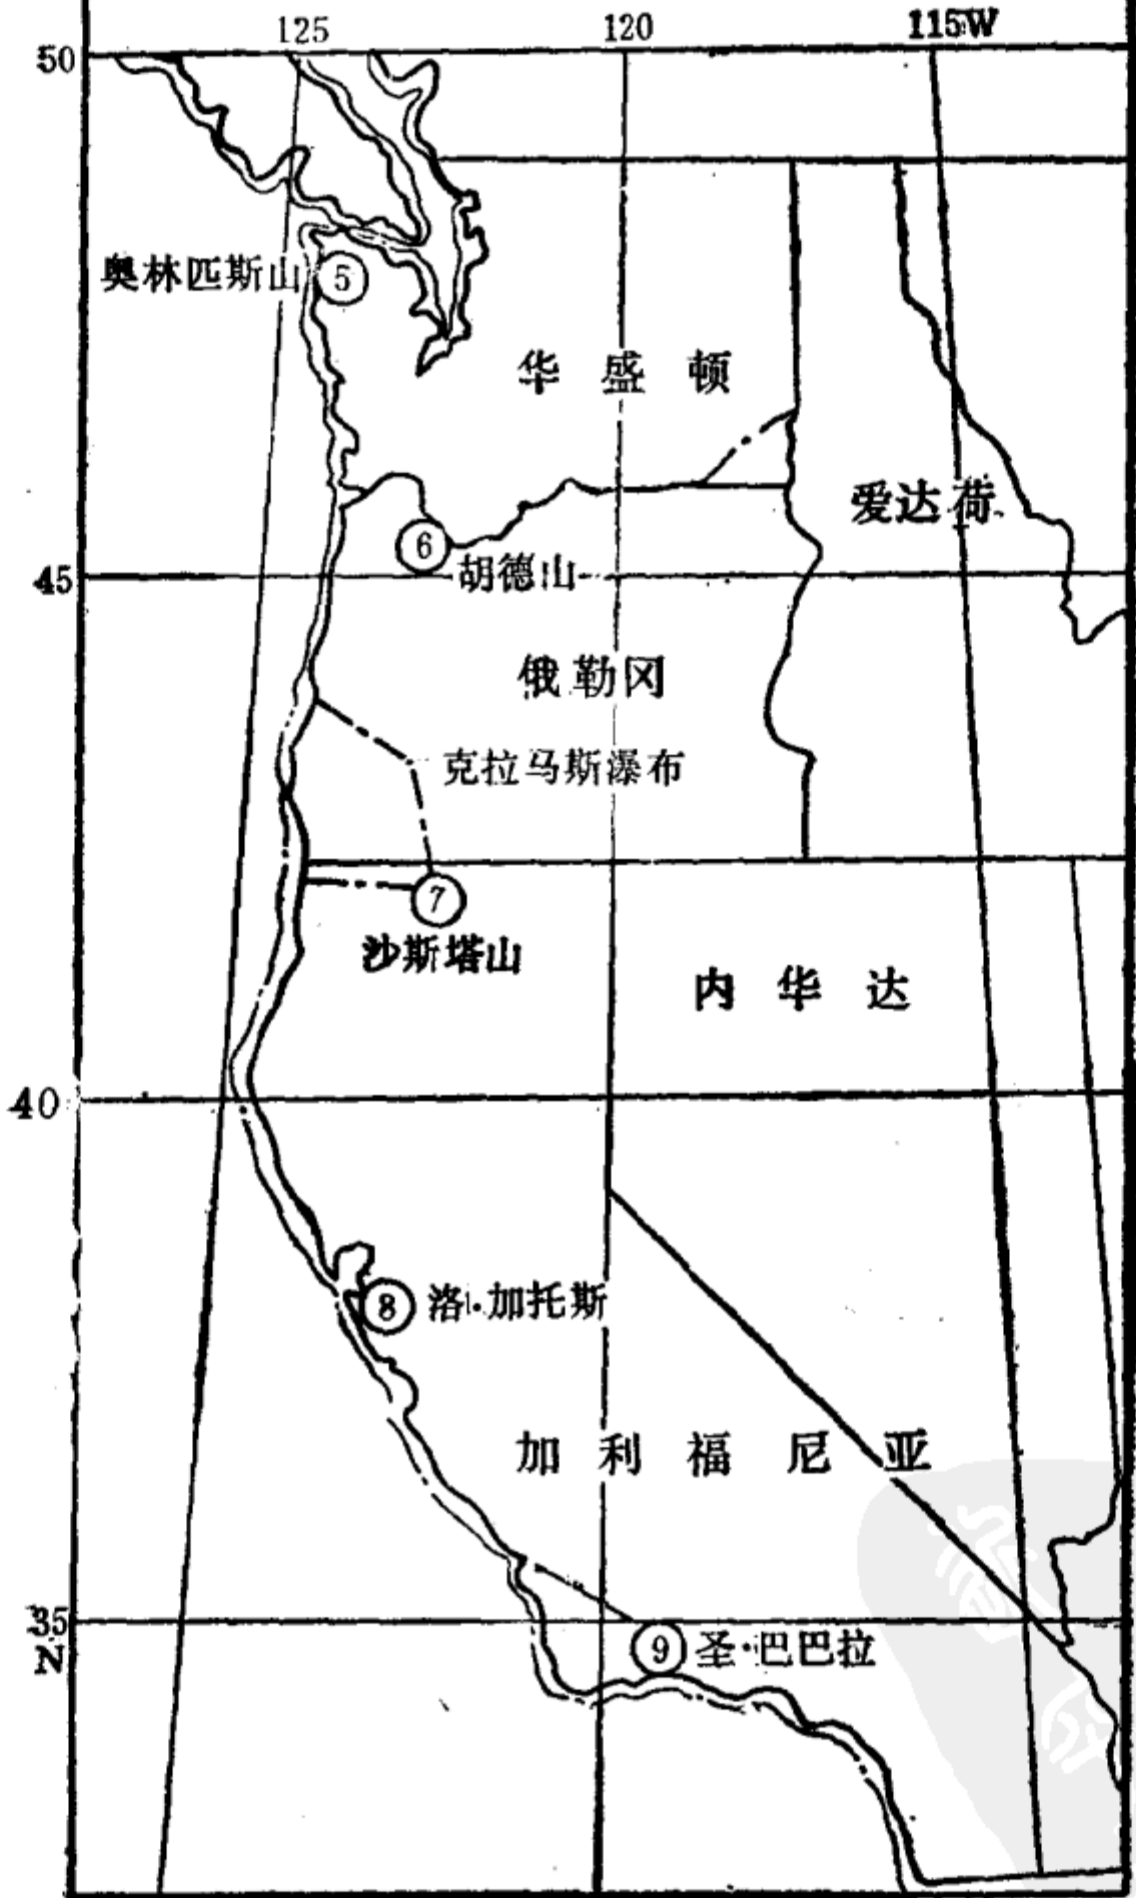 125 120 115W
50
奥林匹斯山 ⑤
华盛顿
爱达荷
⑥
胡德山
45
俄勒冈
克拉马斯瀑布
⑦
沙斯塔山
内华达
40
⑧ 洛·加托斯
加利福尼亚
35
N
⑨ 圣·巴巴拉